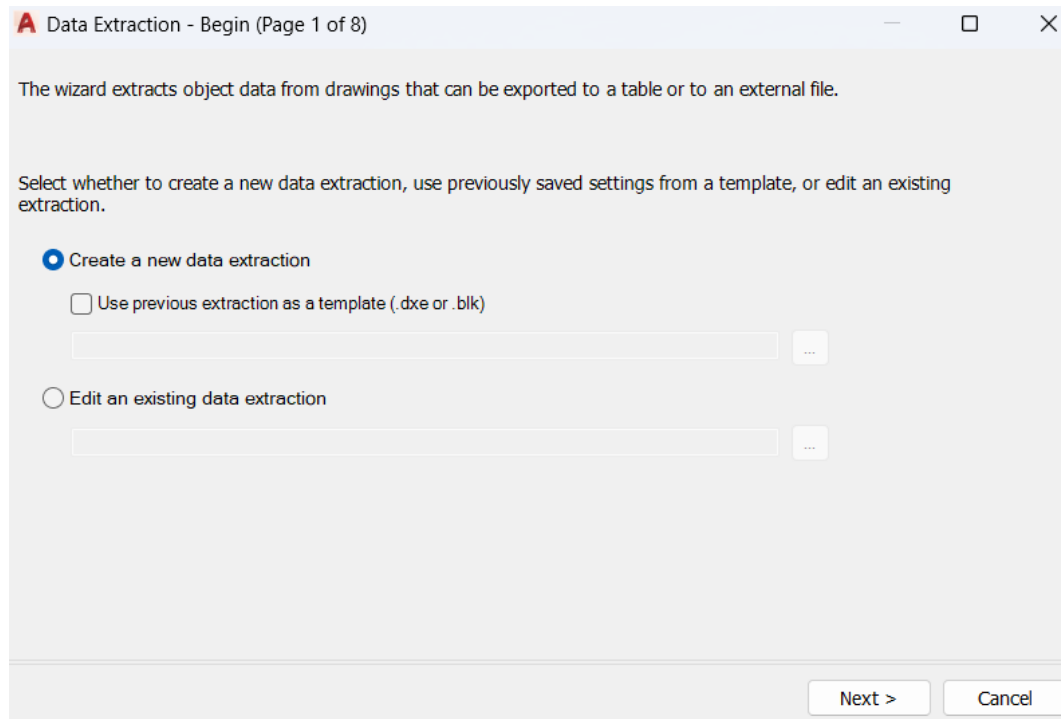 Data Extraction - Begin (Page 1 of 8)
The wizard extracts object data from drawings that can be exported to a table or to an external file.
Select whether to create a new data extraction, use previously saved settings from a template, or edit an existing
extraction.
Create a new data extraction
Use previous extraction as a template (.dxe or .blk)
...
Edit an existing data extraction
...
Next >
Cancel